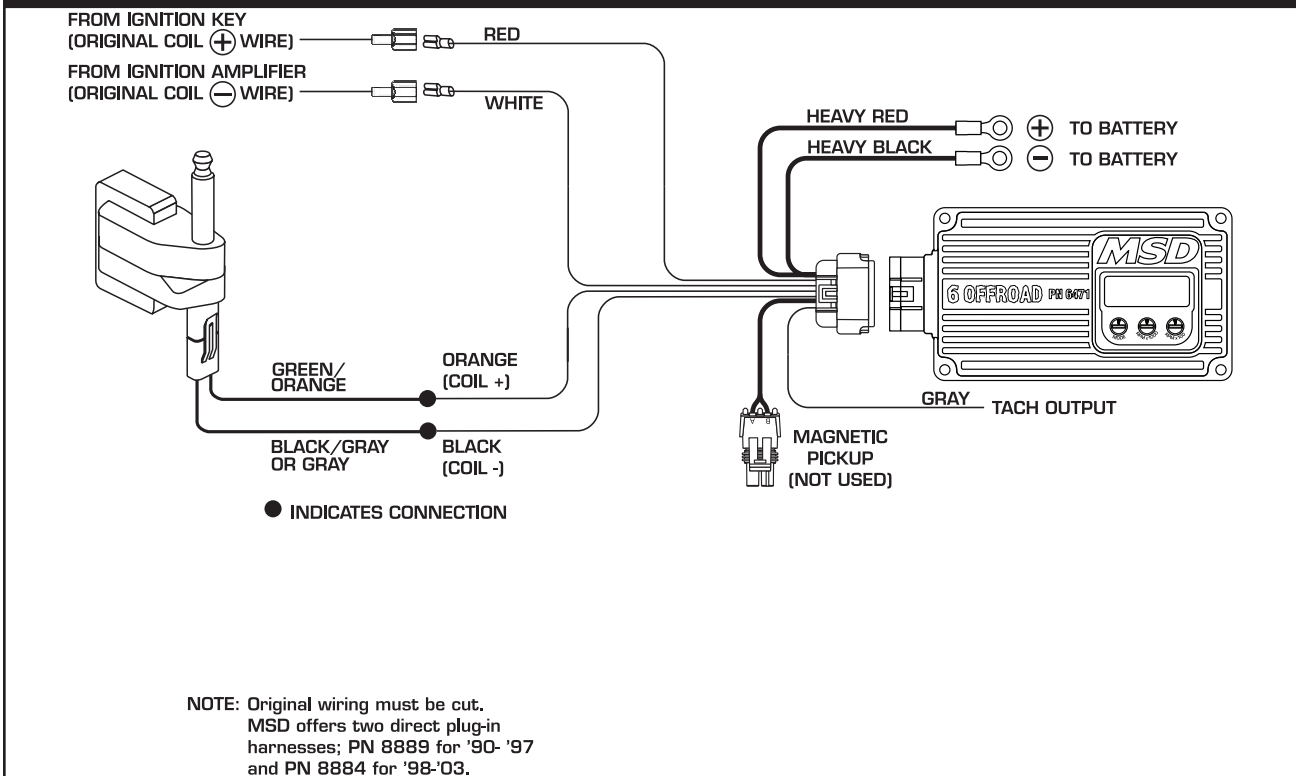 FROM IGNITION KEY
(ORIGINAL COIL + WIRE)
RED
FROM IGNITION AMPLIFIER
(ORIGINAL COIL - WIRE)
WHITE
HEAVY RED
+ TO BATTERY
HEAVY BLACK
- TO BATTERY
MSD
6 OFFROAD PN 6471
GREEN/
ORANGE
ORANGE
(COIL +)
BLACK/GRAY
OR GRAY
BLACK
(COIL -)
GRAY
TACH OUTPUT
MAGNETIC
PICKUP
(NOT USED)
INDICATES CONNECTION
NOTE: Original wiring must be cut.
MSD offers two direct plug-in
harnesses; PN 8889 for '90- '97
and PN 8884 for '98-'03.